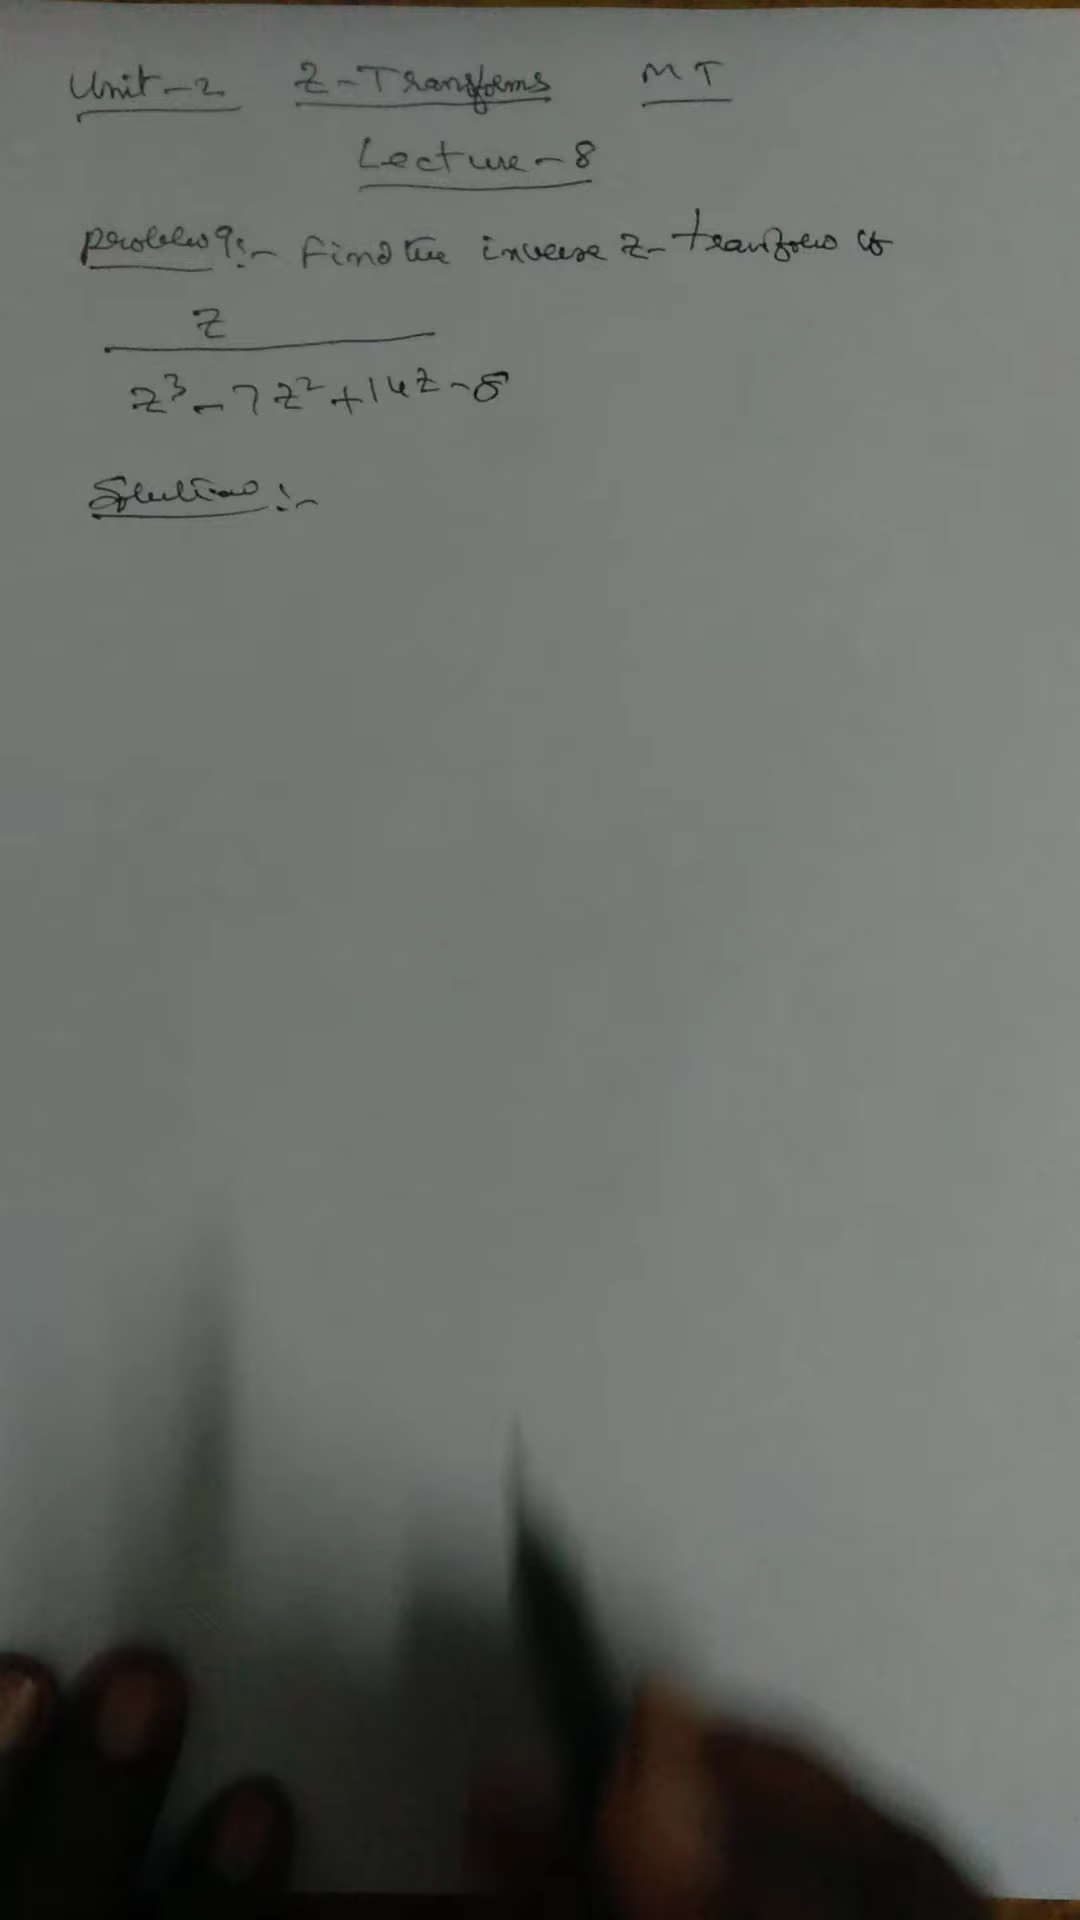 Unit-2 Z-Transforms MT
Lecture-8
Problem 9:- Find the inverse Z-transform of
z
z³-7z²+14z-8
Solution:-